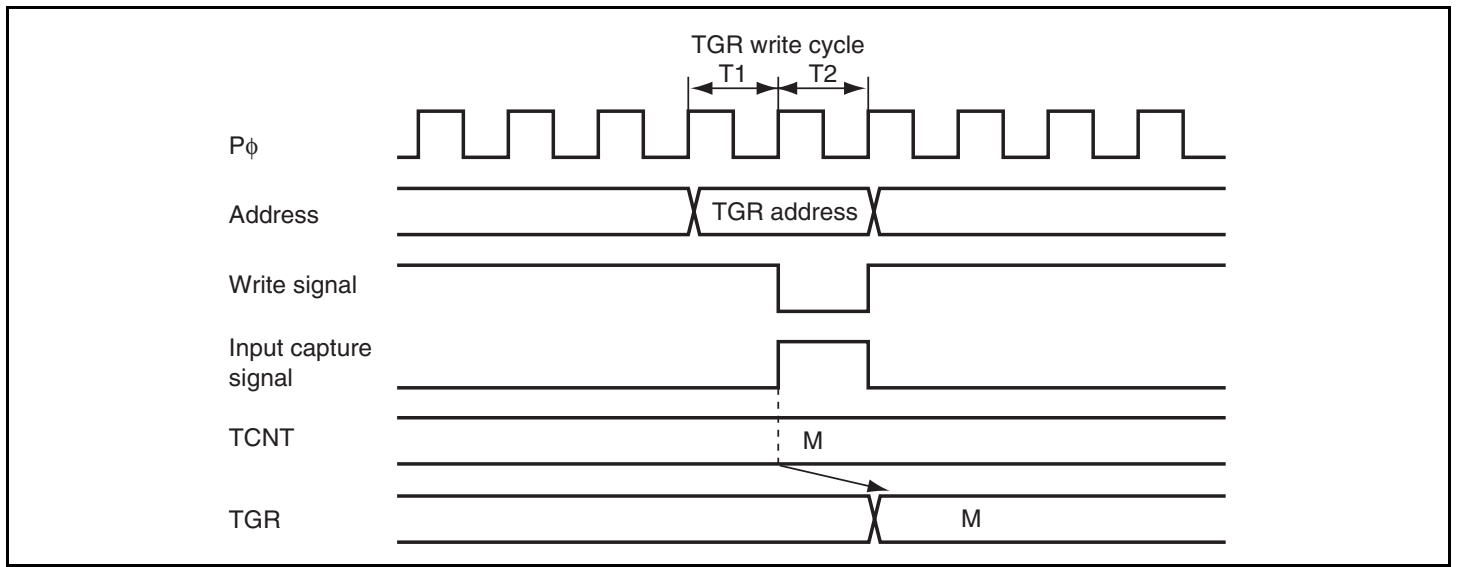 TGR write cycle
T1 T2
Pϕ
Address
TGR address
Write signal
Input capture
signal
TCNT
M
TGR
M